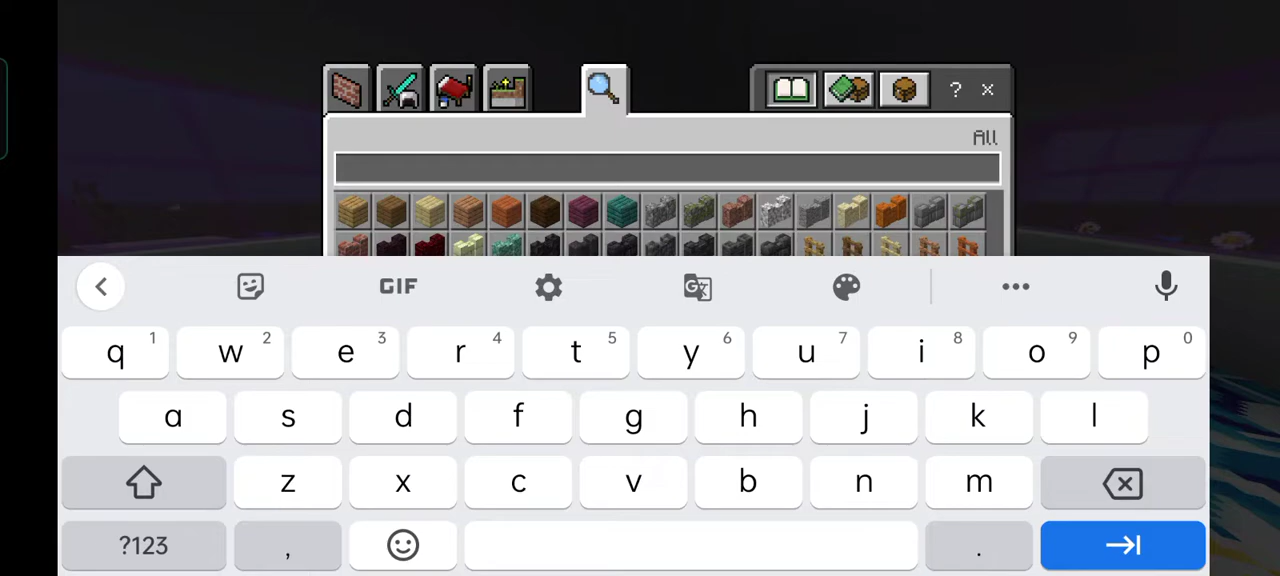 ? ×
All
GIF
q 1 w 2 e 3 r 4 t 5 y 6 u 7 i 8 o 9 p 0
a s d f g h j k l
z x c v b n m
?123 , .